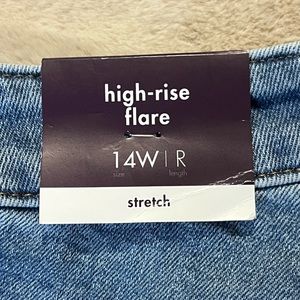 high-rise
flare
14W | R
size length
stretch